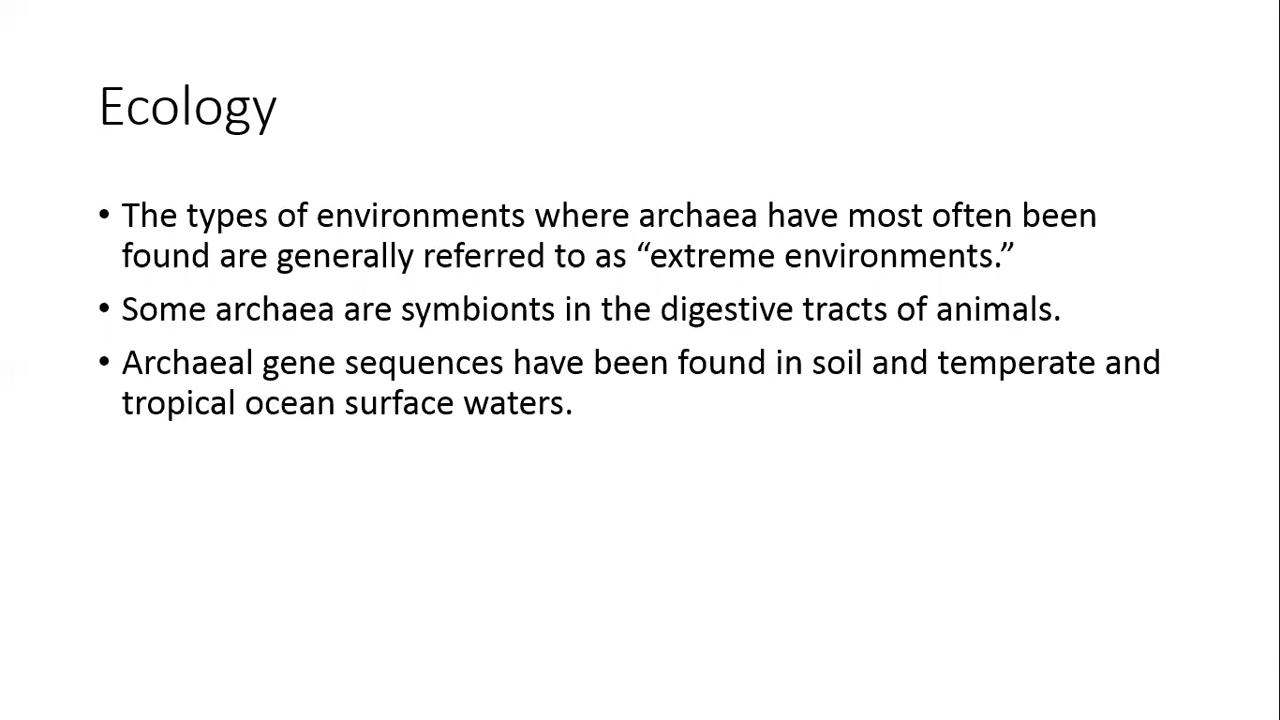 Ecology
• The types of environments where archaea have most often been
found are generally referred to as “extreme environments.”
• Some archaea are symbionts in the digestive tracts of animals.
• Archaeal gene sequences have been found in soil and temperate and
tropical ocean surface waters.